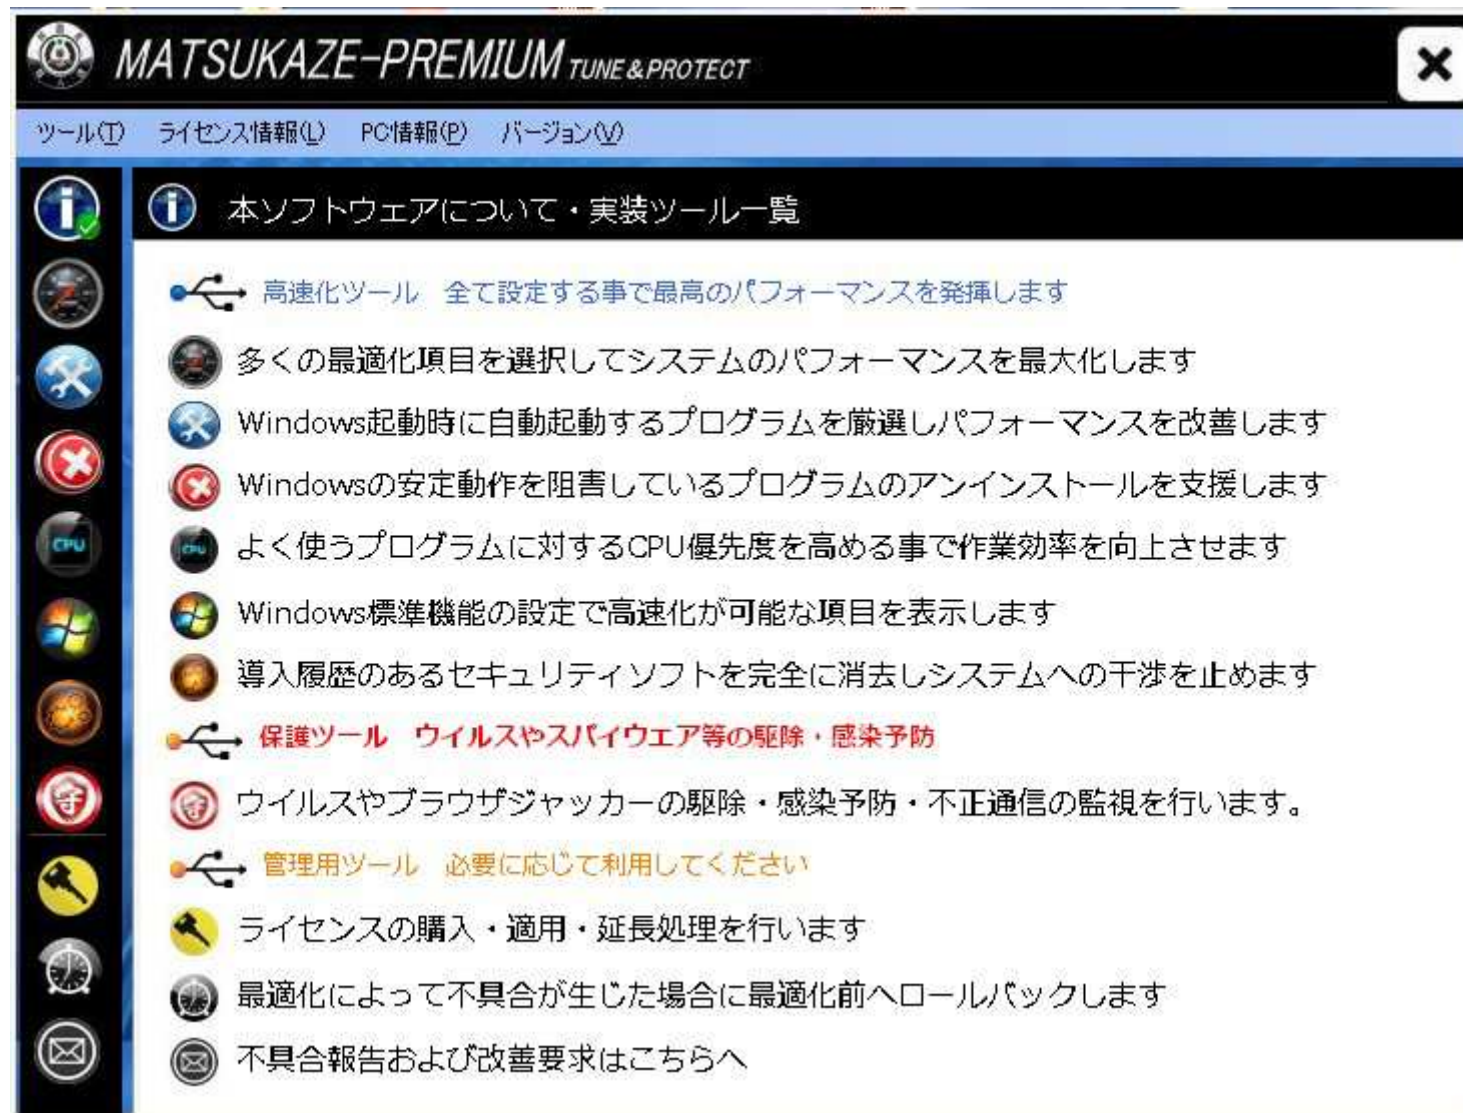 MATSUKAZE-PREMIUM TUNE&PROTECT
ツール(T) ライセンス情報(L) PC情報(P) バージョン(V)
本ソフトウェアについて・実装ツール一覧
高速化ツール 全て設定する事で最高のパフォーマンスを発揮します
多くの最適化項目を選択してシステムのパフォーマンスを最大化します
Windows起動時に自動起動するプログラムを厳選しパフォーマンスを改善します
Windowsの安定動作を阻害しているプログラムのアンインストールを支援します
CPU
CPU
よく使うプログラムに対するCPU優先度を高める事で作業効率を向上させます
Windows標準機能の設定で高速化が可能な項目を表示します
導入履歴のあるセキュリティソフトを完全に消去しシステムへの干渉を止めます
保護ツール ウイルスやスパイウエア等の駆除・感染予防
守
守
ウイルスやブラウザジャッカーの駆除・感染予防・不正通信の監視を行います。
管理用ツール 必要に応じて利用してください
ライセンスの購入・適用・延長処理を行います
最適化によって不具合が生じた場合に最適化前へロールバックします
不具合報告および改善要求はこちらへ